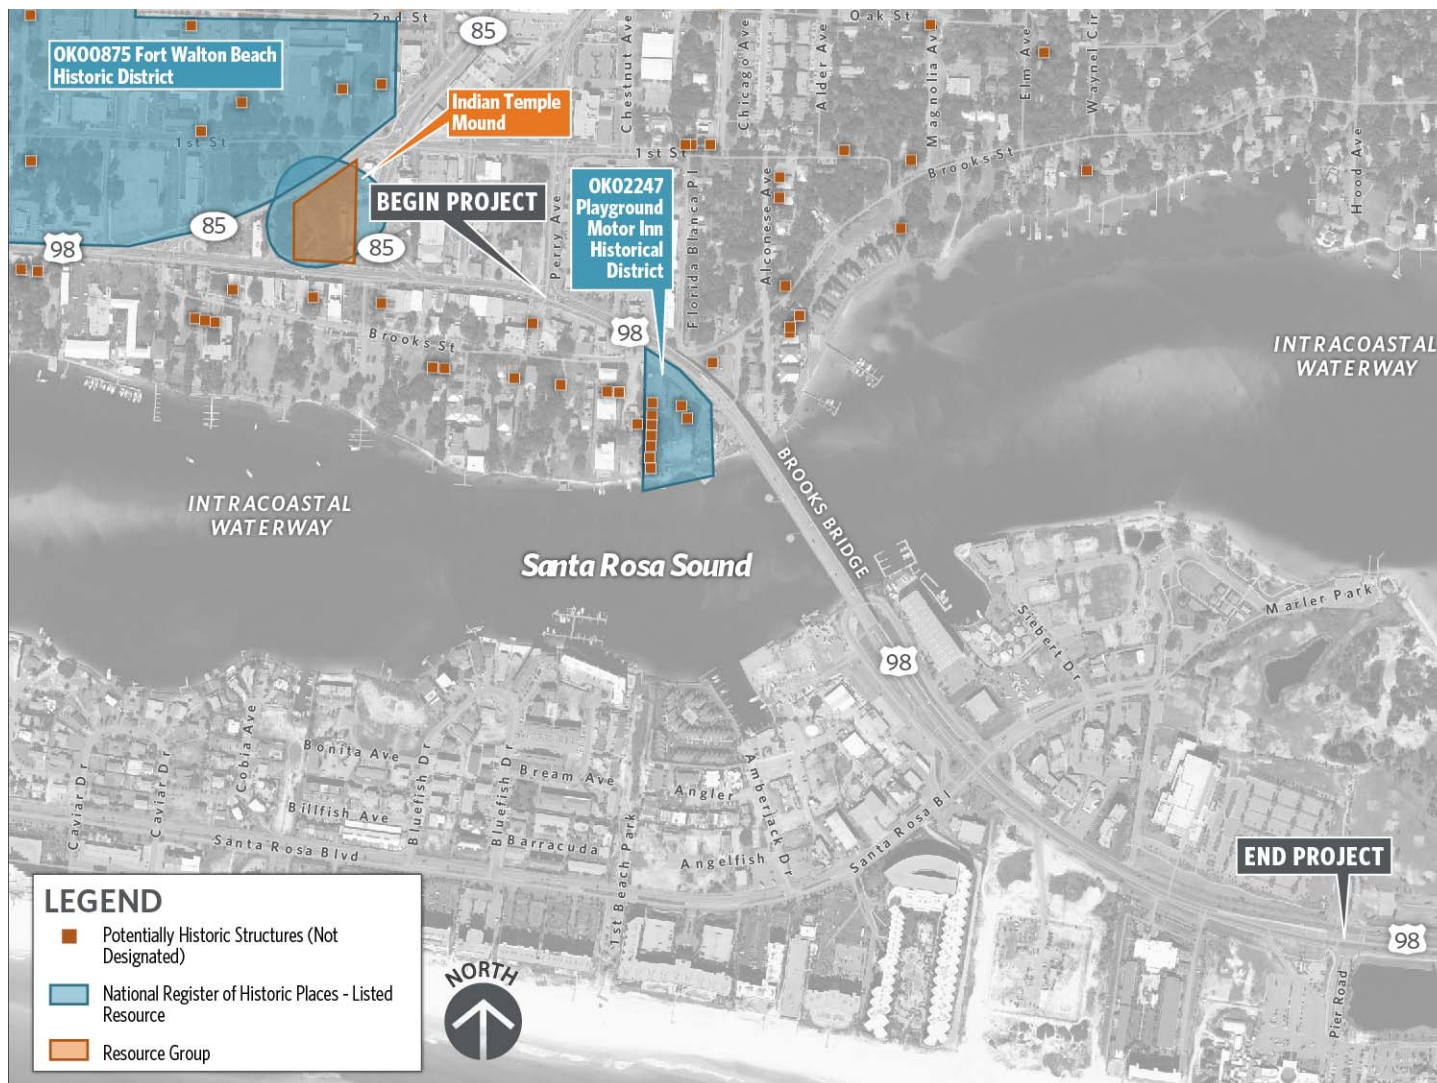 2nd St
85
Oak St
OK00875 Fort Walton Beach
Historic District
Indian Temple
Mound
Chestnut Ave
Chicago Ave
Alder Ave
Magnolia Ave
Elm Ave
Waynel Cir
1st St
1st St
Brooks St
Hood Ave
OK02247
Playground
Motor Inn
Historical
District
BEGIN PROJECT
Perry Ave
Florida Blanca Pl
Alconese Ave
85
85
98
98
Brooks St
INTRACOASTAL
WATERWAY
INTRACOASTAL
WATERWAY
BROOKS BRIDGE
Santa Rosa Sound
Marler Park
Siebert Dr
98
Caviar Dr
Caviar Dr
Cobia Ave
Bonita Ave
Billfish Ave
Bluefish Dr
Bluefish Dr
Bream Ave
Barracuda
Santa Rosa Blvd
1st Beach Park
Angler
Angelfish
Amberjack Dr
Santa Rosa Bl
END PROJECT
98
Pier Road
LEGEND
Potentially Historic Structures (Not
Designated)
National Register of Historic Places - Listed
Resource
Resource Group
NORTH